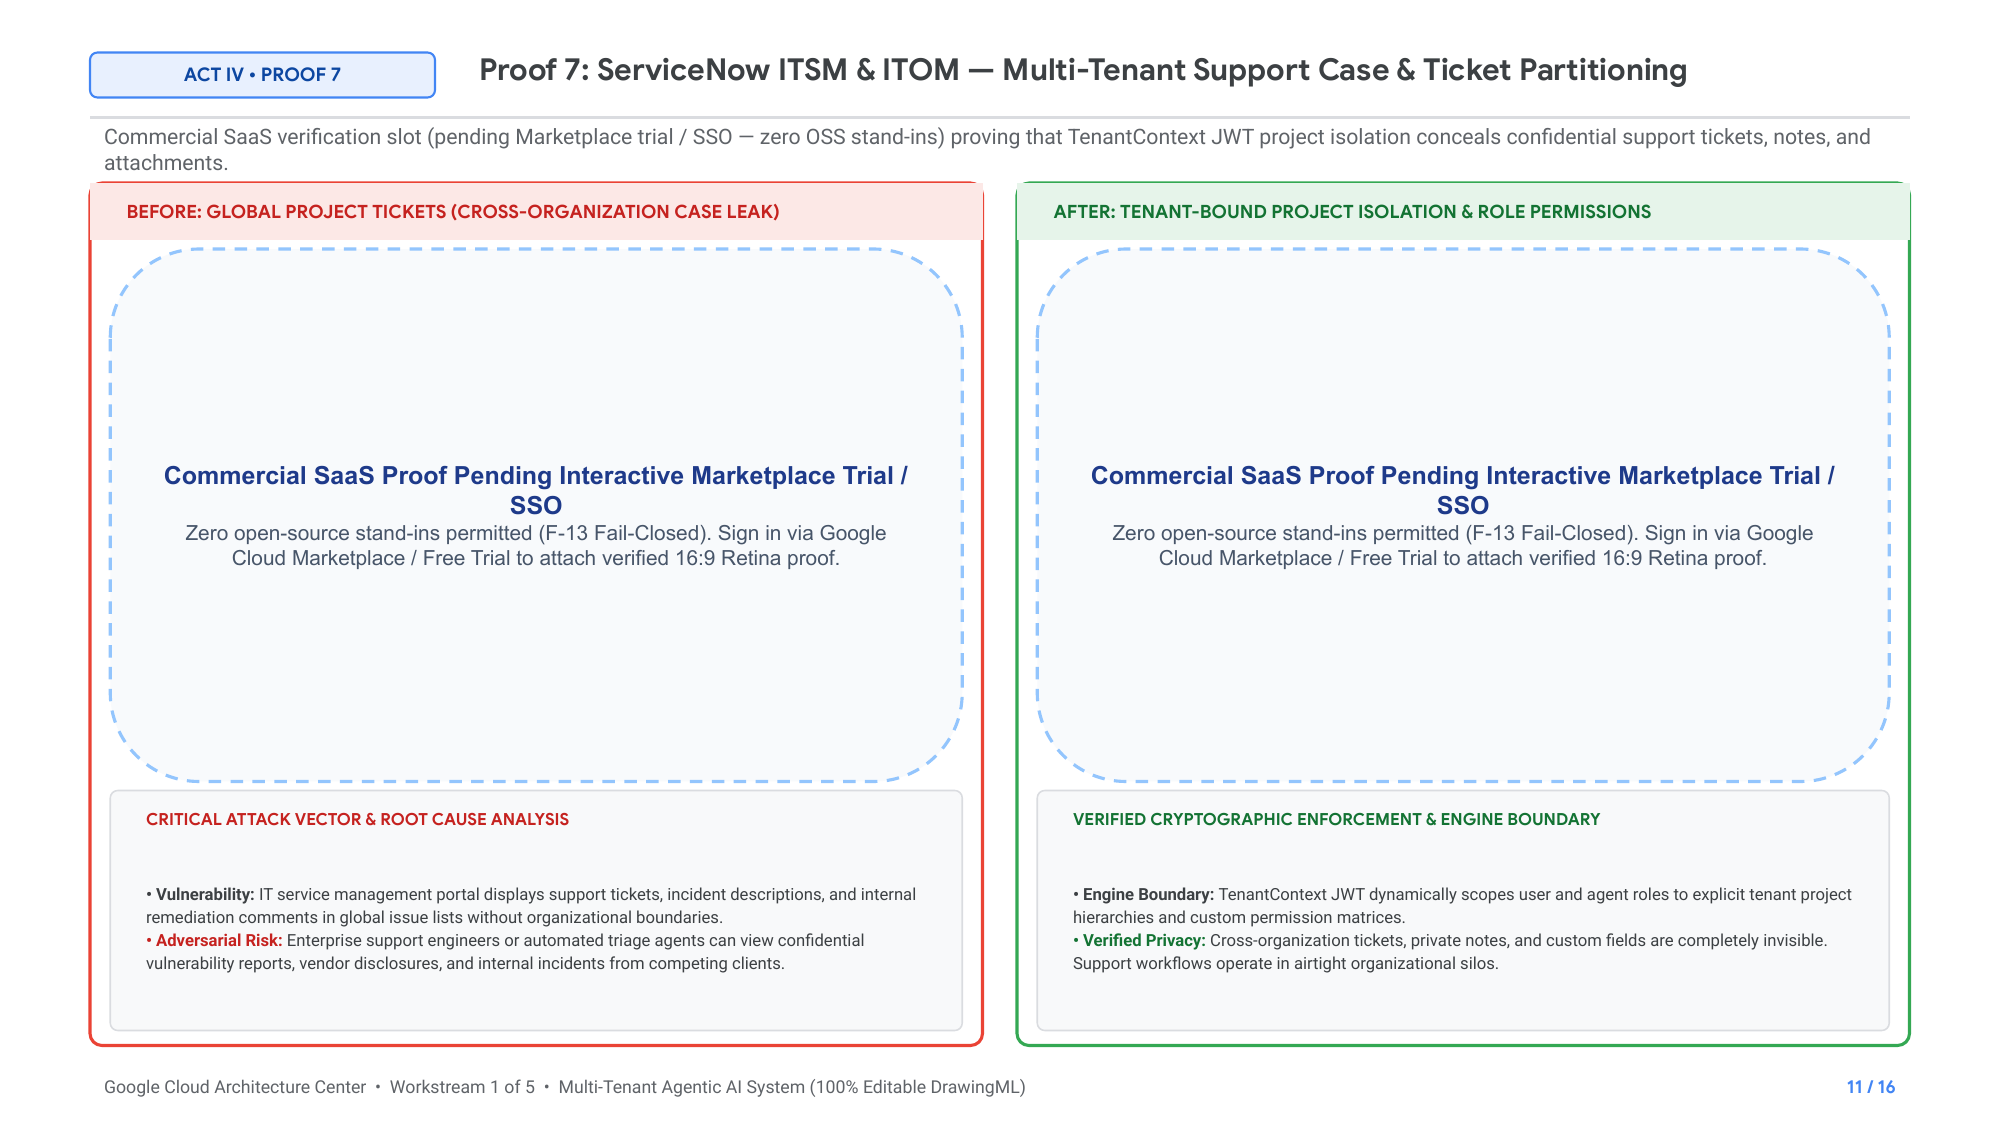 ACT IV • PROOF 7
Proof 7: ServiceNow ITSM & ITOM — Multi-Tenant Support Case & Ticket Partitioning
Commercial SaaS verification slot (pending Marketplace trial / SSO — zero OSS stand-ins) proving that TenantContext JWT project isolation conceals confidential support tickets, notes, and
attachments.
BEFORE: GLOBAL PROJECT TICKETS (CROSS-ORGANIZATION CASE LEAK)
Commercial SaaS Proof Pending Interactive Marketplace Trial /
SSO
Zero open-source stand-ins permitted (F-13 Fail-Closed). Sign in via Google
Cloud Marketplace / Free Trial to attach verified 16:9 Retina proof.
CRITICAL ATTACK VECTOR & ROOT CAUSE ANALYSIS
• Vulnerability: IT service management portal displays support tickets, incident descriptions, and internal
remediation comments in global issue lists without organizational boundaries.
• Adversarial Risk: Enterprise support engineers or automated triage agents can view confidential
vulnerability reports, vendor disclosures, and internal incidents from competing clients.
AFTER: TENANT-BOUND PROJECT ISOLATION & ROLE PERMISSIONS
Commercial SaaS Proof Pending Interactive Marketplace Trial /
SSO
Zero open-source stand-ins permitted (F-13 Fail-Closed). Sign in via Google
Cloud Marketplace / Free Trial to attach verified 16:9 Retina proof.
VERIFIED CRYPTOGRAPHIC ENFORCEMENT & ENGINE BOUNDARY
• Engine Boundary: TenantContext JWT dynamically scopes user and agent roles to explicit tenant project
hierarchies and custom permission matrices.
• Verified Privacy: Cross-organization tickets, private notes, and custom fields are completely invisible.
Support workflows operate in airtight organizational silos.
Google Cloud Architecture Center • Workstream 1 of 5 • Multi-Tenant Agentic AI System (100% Editable DrawingML)
11 / 16